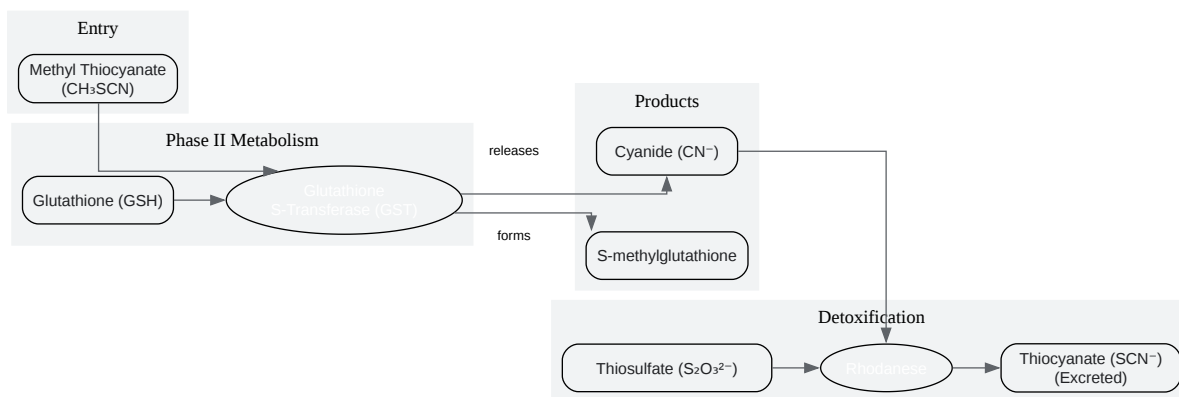 Entry
Methyl Thiocyanate
(CH₃SCN)
Phase II Metabolism
Glutathione (GSH)
Glutathione
S-Transferase (GST)
releases
forms
Products
Cyanide (CN⁻)
S-methylglutathione
Detoxification
Thiosulfate (S₂O₃²⁻)
Rhodanese
Thiocyanate (SCN⁻)
(Excreted)